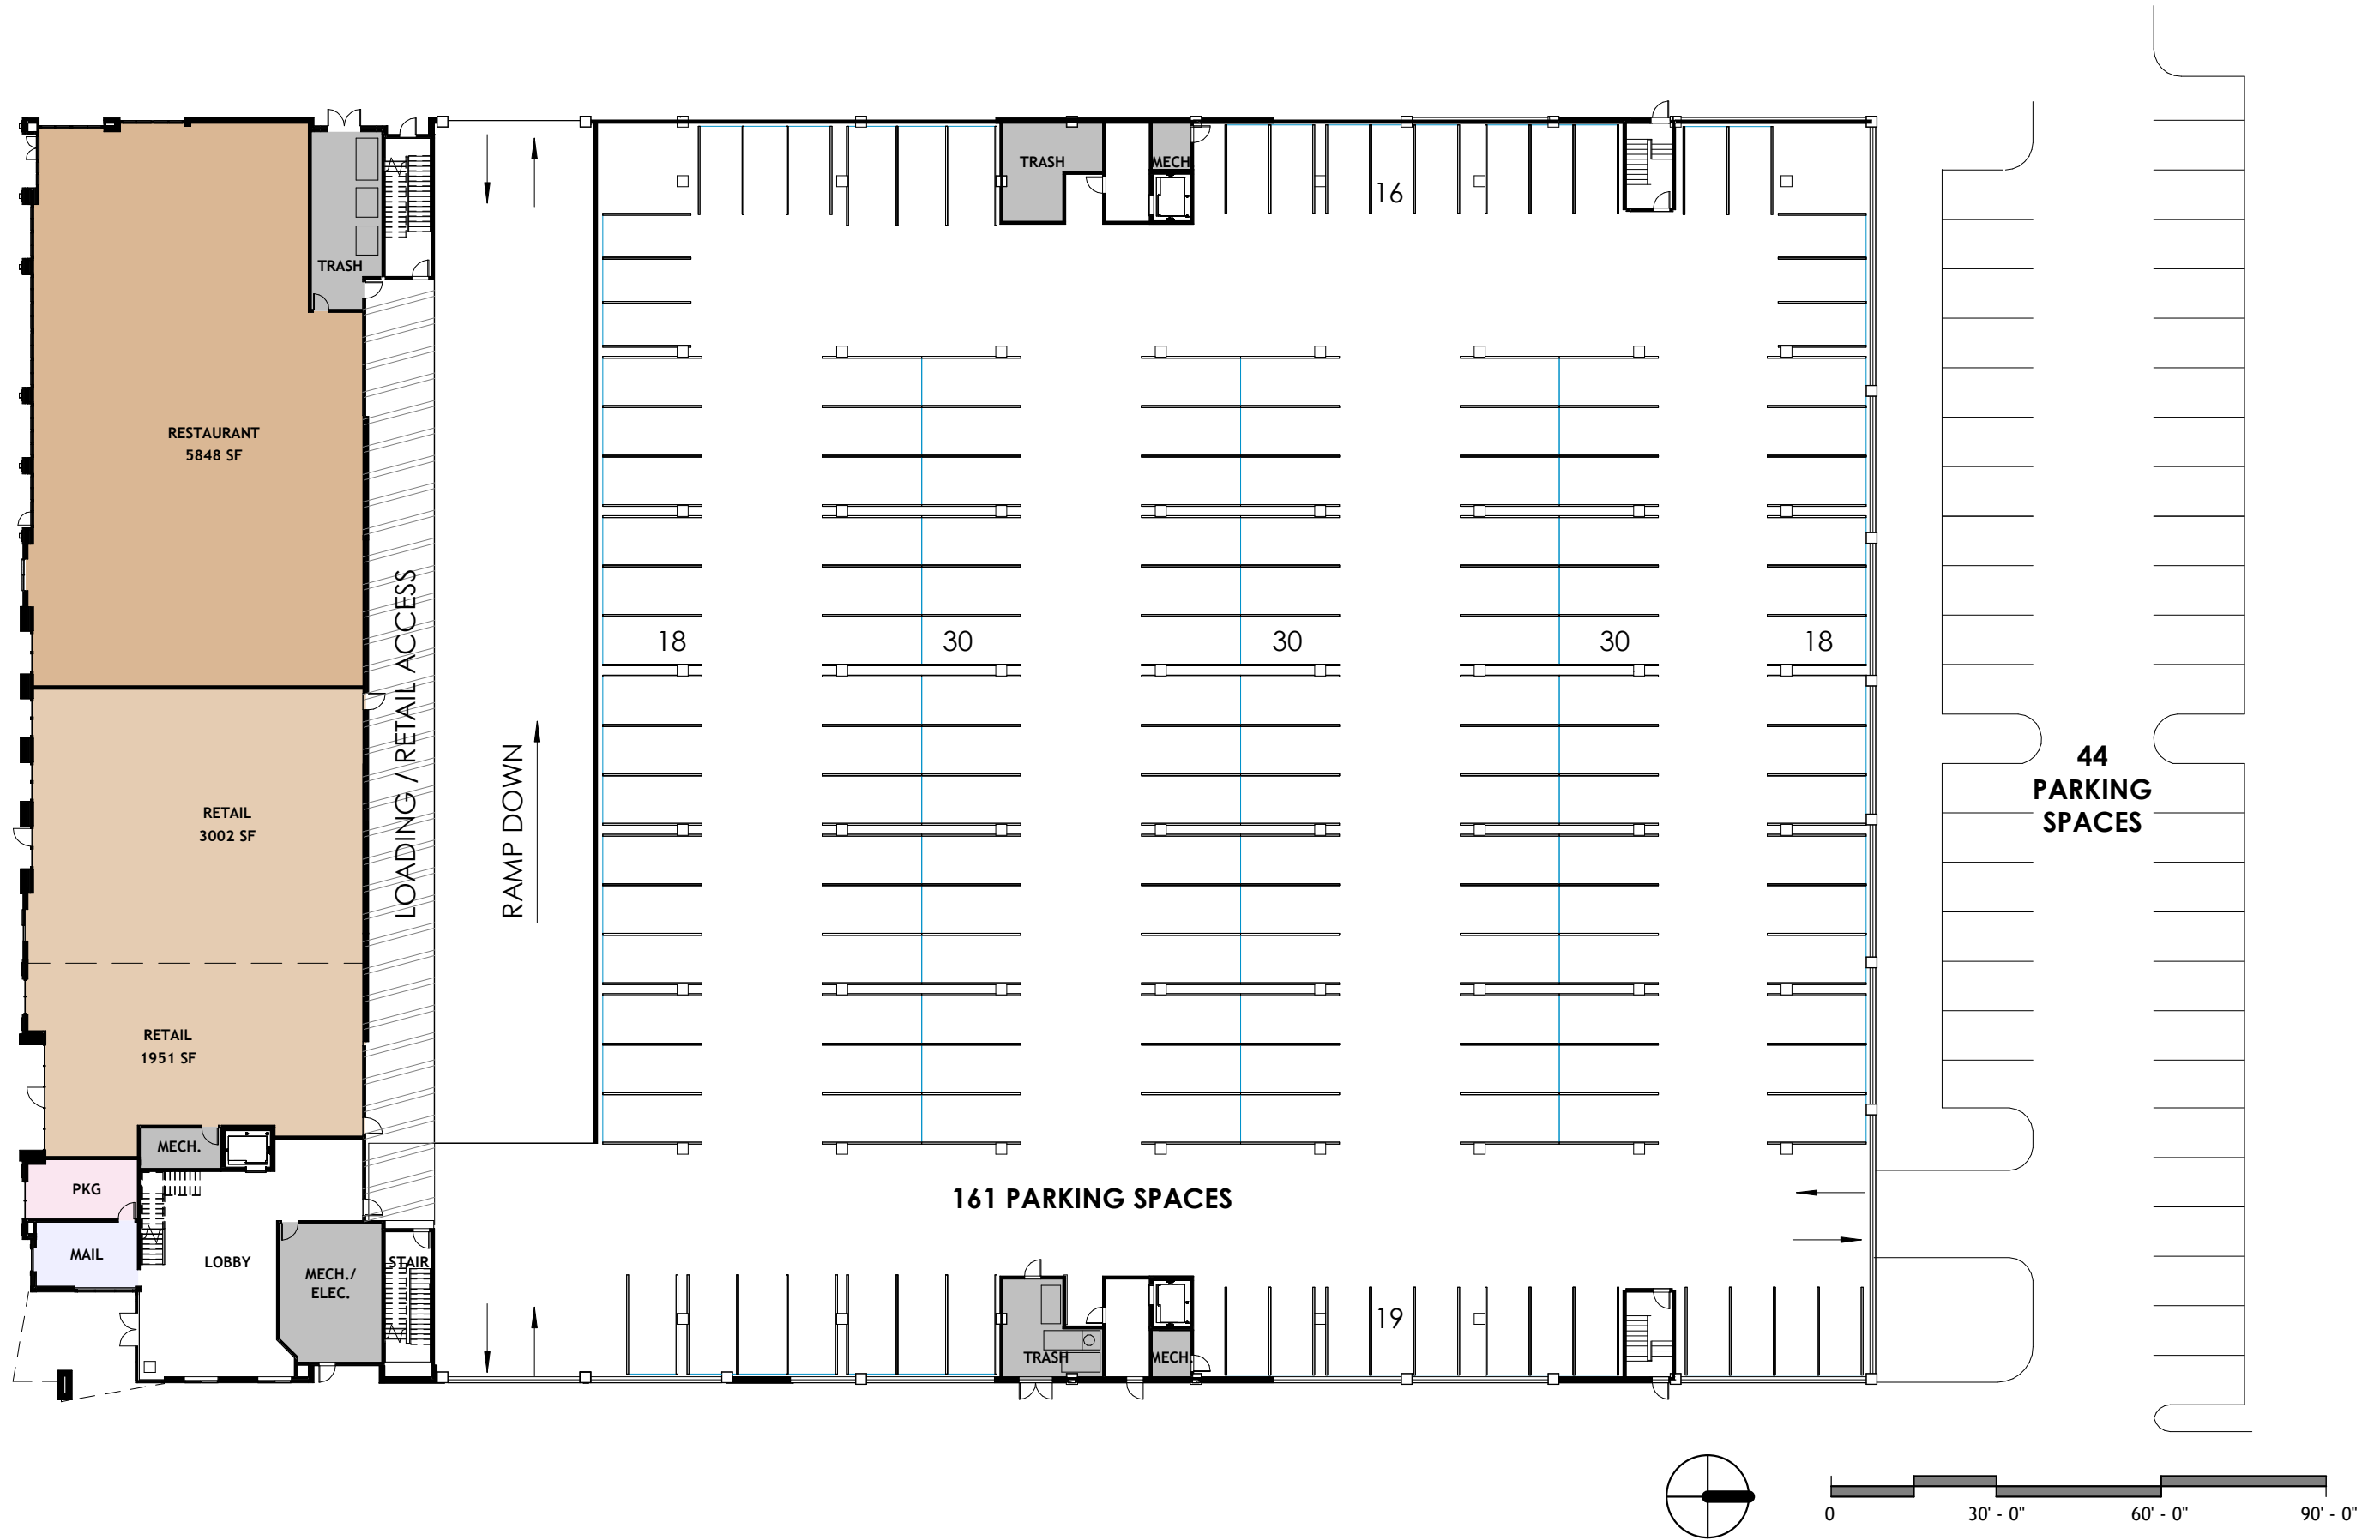 TRASH
MECH.
16
TRASH
RESTAURANT
5848 SF
LOADING / RETAIL ACCESS
18
30
30
30
18
RAMP DOWN
44
PARKING
SPACES
RETAIL
3002 SF
RETAIL
1951 SF
MECH.
PKG
161 PARKING SPACES
MAIL
LOBBY
STAIR
MECH./
ELEC.
19
TRASH
MECH.
0
30' - 0"
60' - 0"
90' - 0"